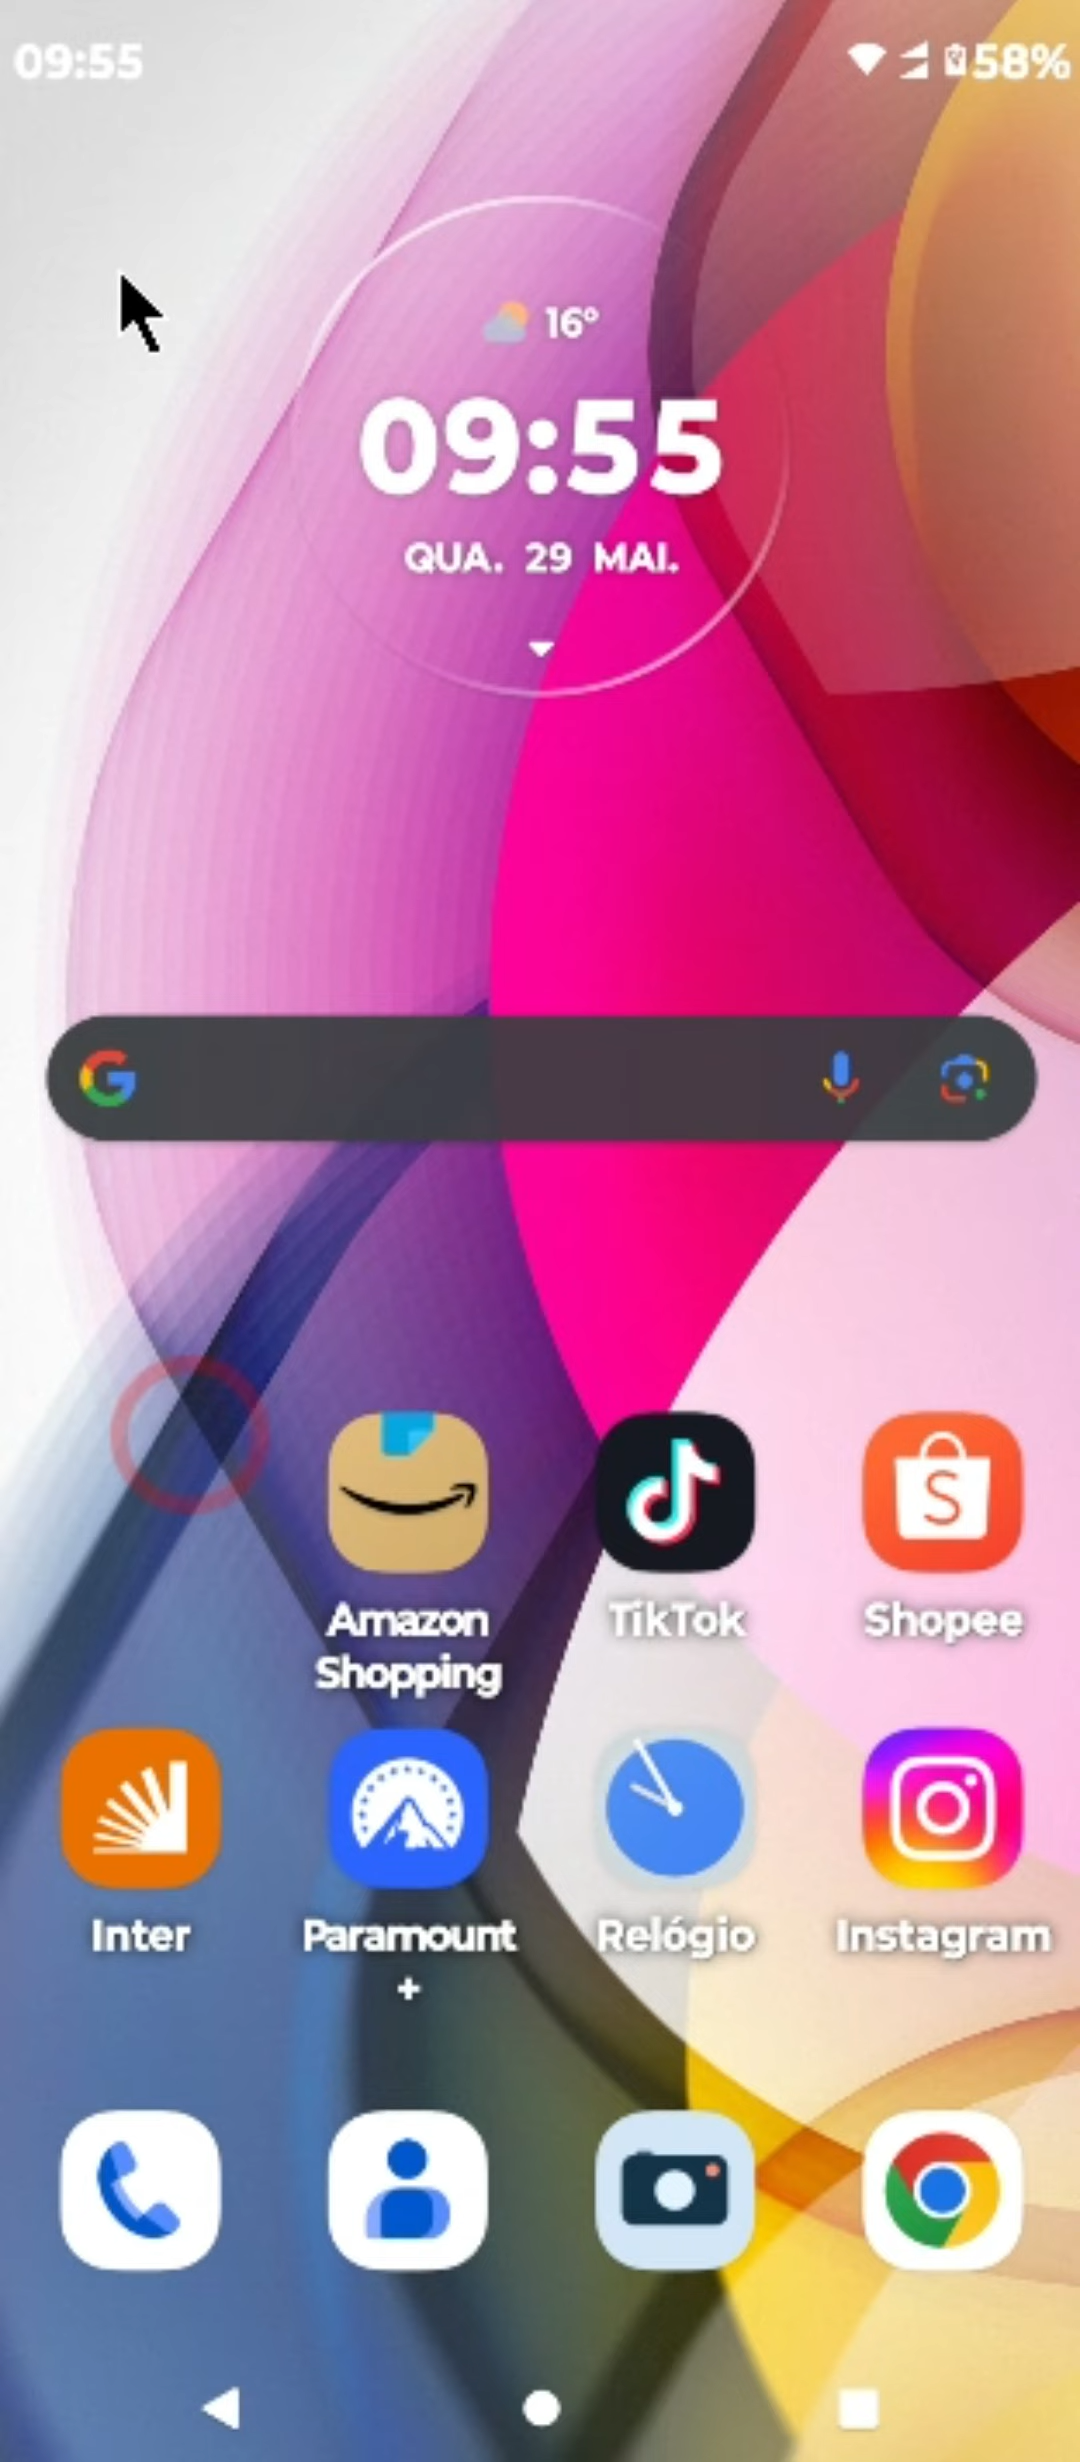 09:55
58%
16°
09:55
QUA. 29 MAI.
Amazon Shopping
TikTok
Shopee
Inter
Paramount+
Relógio
Instagram